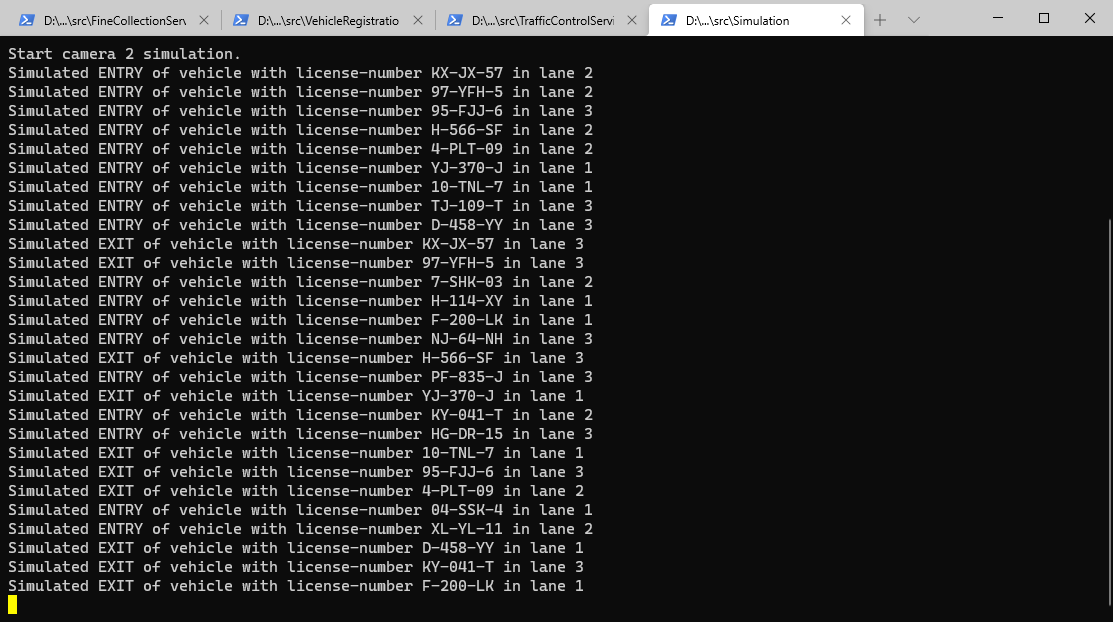 D:\...\src\FineCollectionServ
D:\...\src\VehicleRegistratio
D:\...\src\TrafficControlServi
D:\...\src\Simulation
Start camera 2 simulation.
Simulated ENTRY of vehicle with license-number KX-JX-57 in lane 2
Simulated ENTRY of vehicle with license-number 97-YFH-5 in lane 2
Simulated ENTRY of vehicle with license-number 95-FJJ-6 in lane 3
Simulated ENTRY of vehicle with license-number H-566-SF in lane 2
Simulated ENTRY of vehicle with license-number 4-PLT-09 in lane 2
Simulated ENTRY of vehicle with license-number YJ-370-J in lane 1
Simulated ENTRY of vehicle with license-number 10-TNL-7 in lane 1
Simulated ENTRY of vehicle with license-number TJ-109-T in lane 3
Simulated ENTRY of vehicle with license-number D-458-YY in lane 3
Simulated EXIT of vehicle with license-number KX-JX-57 in lane 3
Simulated EXIT of vehicle with license-number 97-YFH-5 in lane 3
Simulated ENTRY of vehicle with license-number 7-SHK-03 in lane 2
Simulated ENTRY of vehicle with license-number H-114-XY in lane 1
Simulated ENTRY of vehicle with license-number F-200-LK in lane 1
Simulated ENTRY of vehicle with license-number NJ-64-NH in lane 3
Simulated EXIT of vehicle with license-number H-566-SF in lane 3
Simulated ENTRY of vehicle with license-number PF-835-J in lane 3
Simulated EXIT of vehicle with license-number YJ-370-J in lane 1
Simulated ENTRY of vehicle with license-number KY-041-T in lane 2
Simulated ENTRY of vehicle with license-number HG-DR-15 in lane 3
Simulated EXIT of vehicle with license-number 10-TNL-7 in lane 1
Simulated EXIT of vehicle with license-number 95-FJJ-6 in lane 3
Simulated EXIT of vehicle with license-number 4-PLT-09 in lane 2
Simulated ENTRY of vehicle with license-number 04-SSK-4 in lane 1
Simulated ENTRY of vehicle with license-number XL-YL-11 in lane 2
Simulated EXIT of vehicle with license-number D-458-YY in lane 1
Simulated EXIT of vehicle with license-number KY-041-T in lane 3
Simulated EXIT of vehicle with license-number F-200-LK in lane 1